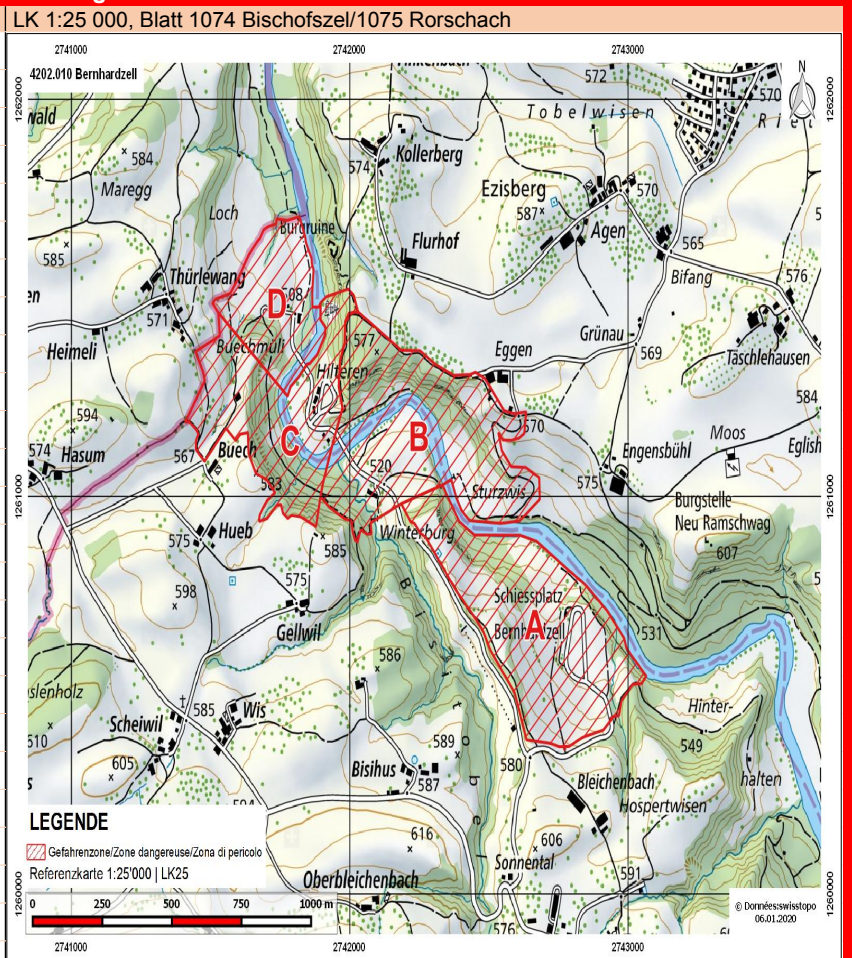 LK 1:25 000, Blatt 1074 Bischofszel/1075 Rorschach
2741000 2742000 2743000
4202.010 Bernhardzell
N
1262000 1262000
572
570
Tobelwisen
wald
584
Maregg
574
Kollerberg
Ezisberg
587
570
Loch
Burgruine
Flurhof
Agen
565
585
Bifang
Thürlewang
D
508
576
571
Grünau
577
Heimeli
Buechmüli
Eggen
569
Täschlehausen
Hilteren
584
594
570
B
Moos
C
574
Hasum
567
Buech
Engensbühl
Eglish
583
520
575
Sturzwis
1261000 1261000
Burgstelle
Neu Ramschwag
Hueb
575
585
Winterburg
607
575
598
Schiessplatz
Bernhardzell
A
531
Gellwil
586
Bistobel
Hinter-
halten
Scheiwil
585
Wis
549
610
605
589
580
Bisihus
587
Bleichenbach
Hospertwisen
616
606
Sonnental
591
Oberbleichenbach
576
1260000 1260000
LEGENDE
Gefahrenzone/Zone dangereuse/Zona di pericolo
Referenzkarte 1:25'000 | LK25
0 250 500 750 1000 m
© Données:swisstopo
06.01.2020
2741000 2742000 2743000